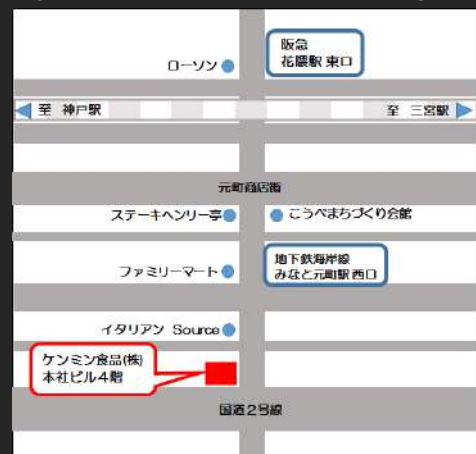 阪急
花隈駅 東口
ローソン
至 神戸駅
至 三宮駅
元町商店街
ステーキヘンリー亭
こうべまちづくり会館
地下鉄海岸線
みなと元町駅 西口
ファミリーマート
イタリアン Source
ケンミン食品(株)
本社ビル4階
国道2号線